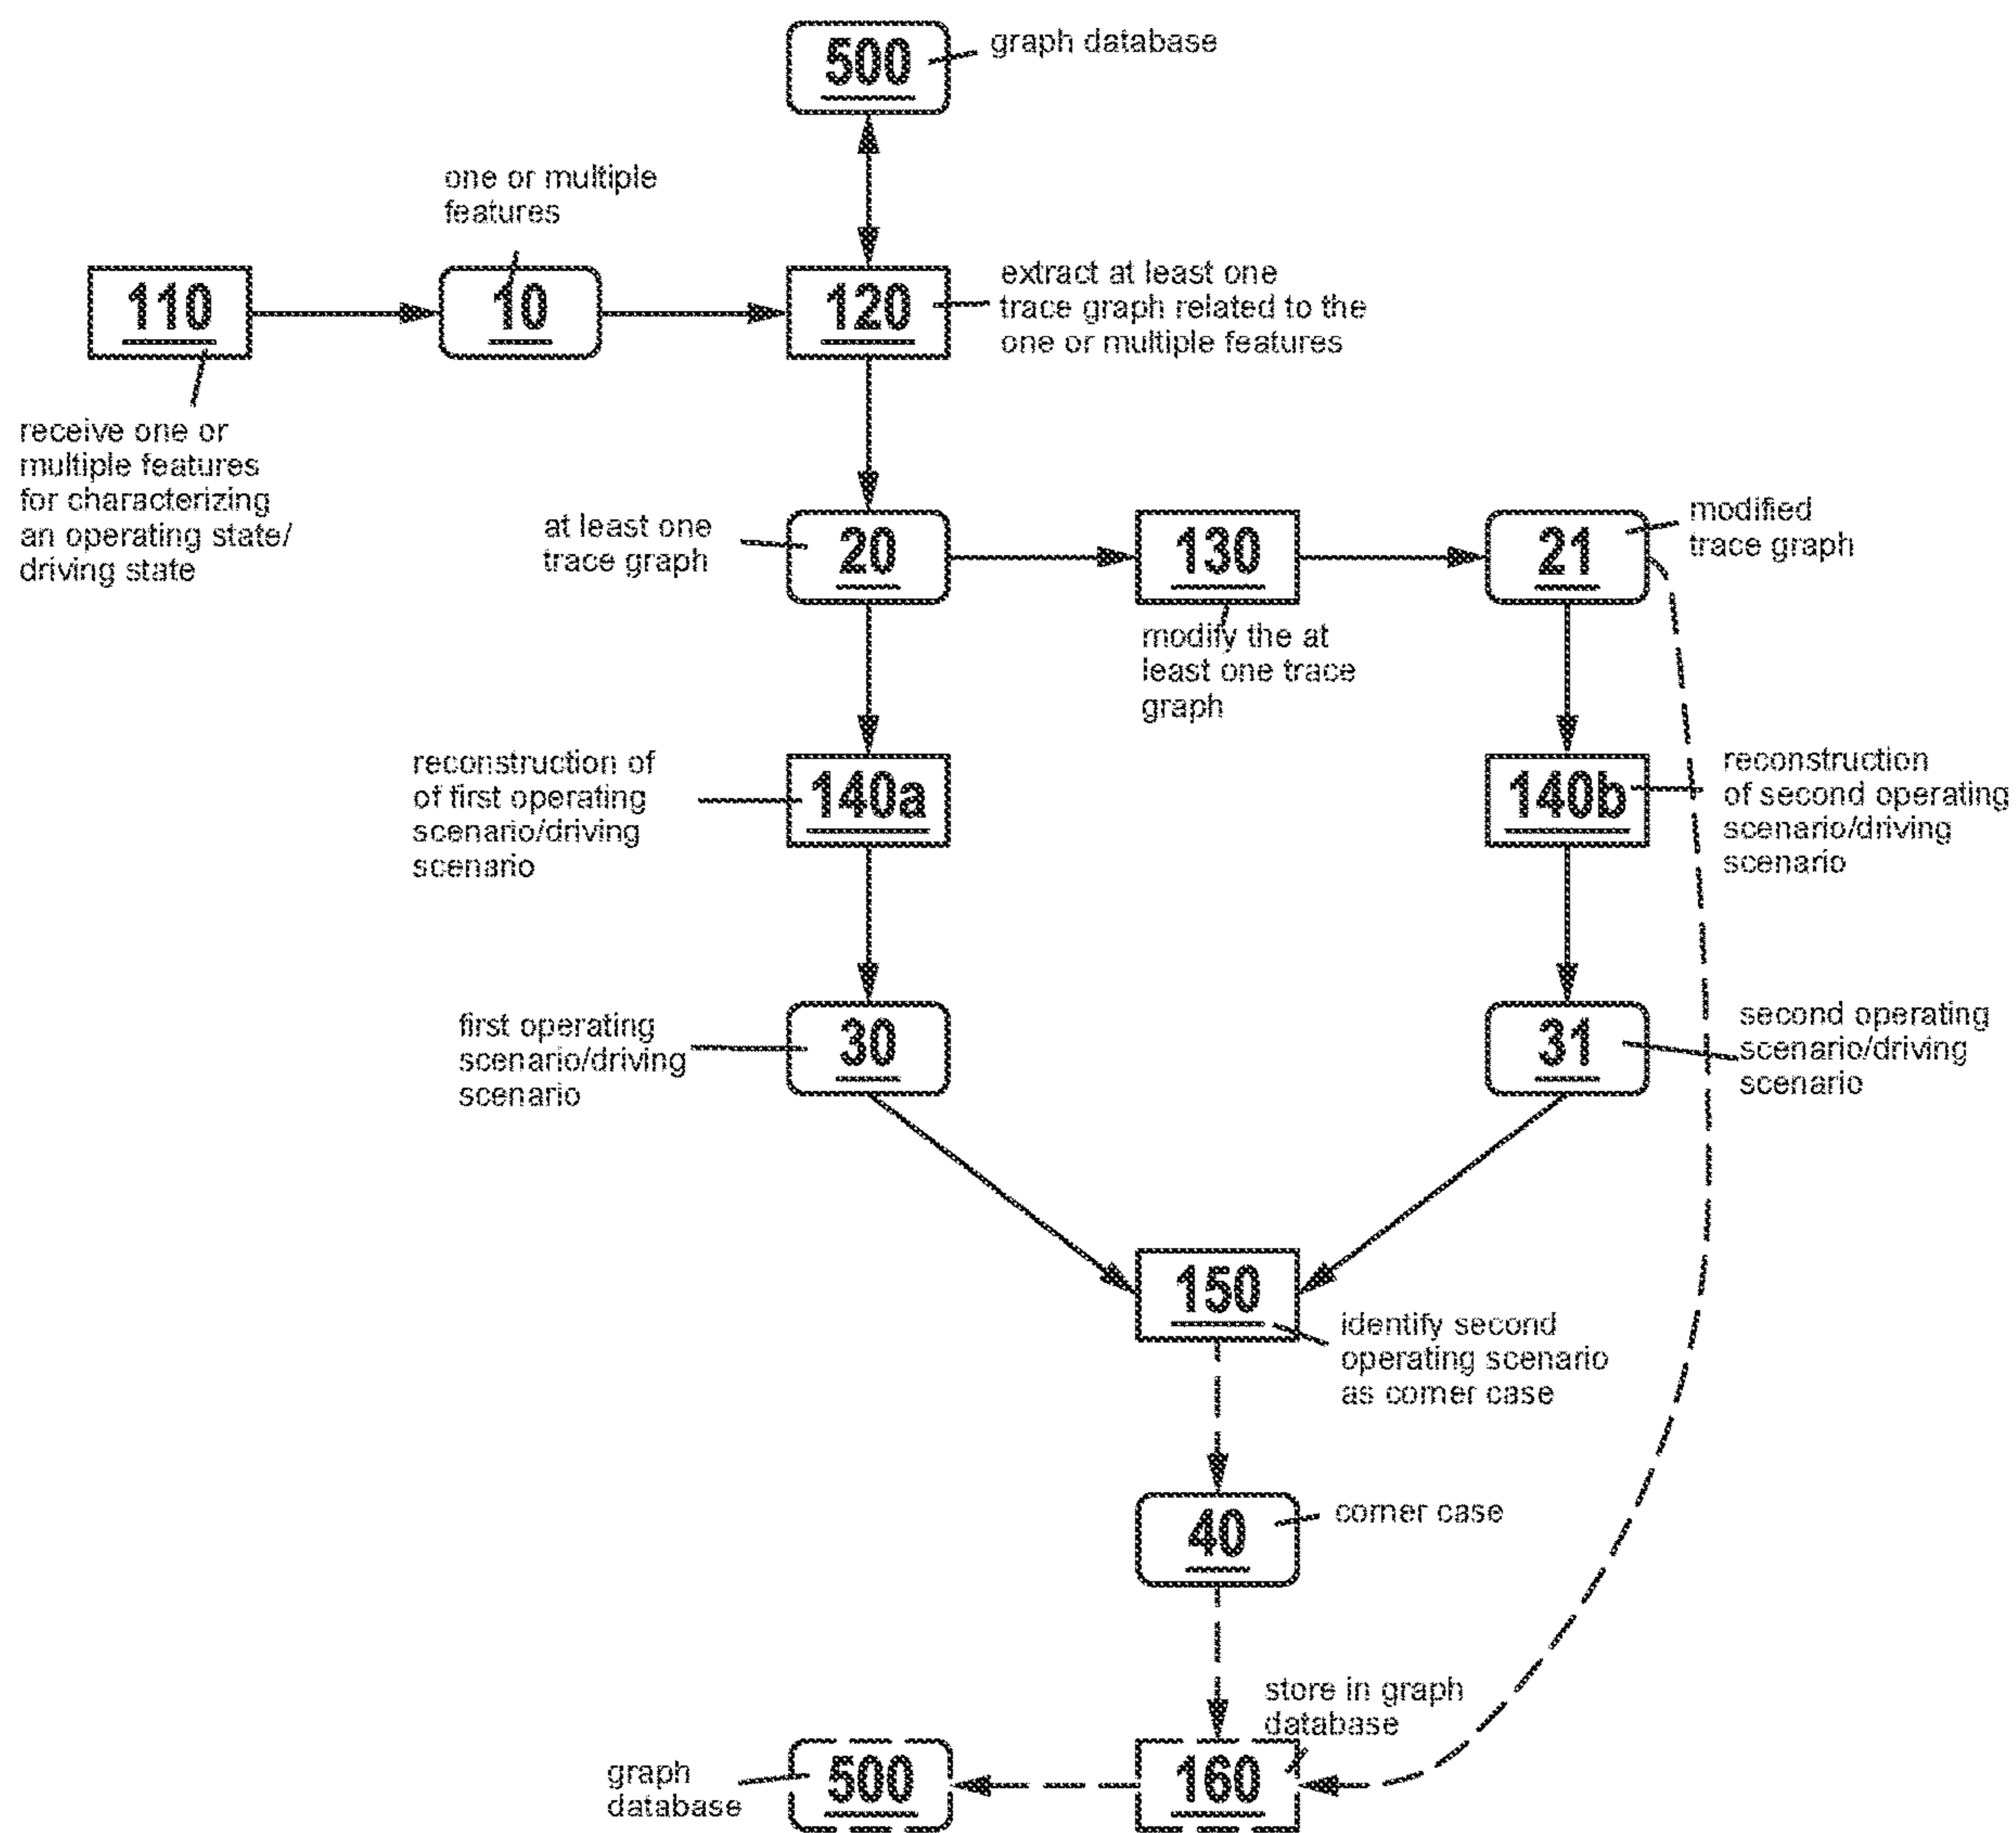 500
graph database
one or multiple
features
110
10
120
extract at least one
trace graph related to the
one or multiple features
receive one or
multiple features
for characterizing
an operating state/
driving state
at least one
trace graph
20
130
21
modified
trace graph
modify the at
least one trace
graph
reconstruction of
of first operating
scenario/driving
scenario
140a
140b
reconstruction
of second operating
scenario/driving
scenario
first operating
scenario/driving
scenario
30
31
second operating
scenario/driving
scenario
150
identify second
operating scenario
as corner case
40
corner case
store in graph
database
graph
database
500
160